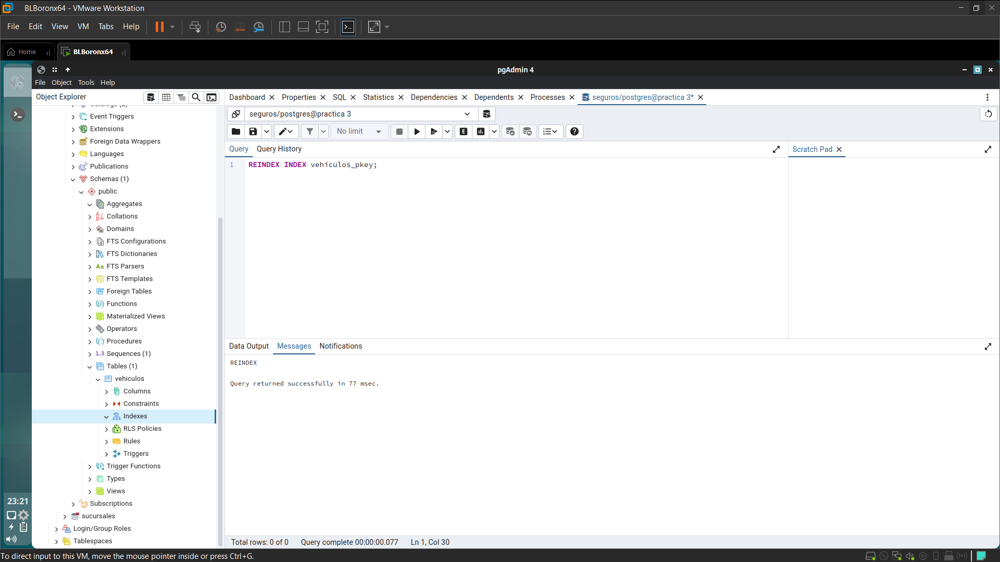 BLBoronx64 - VMware Workstation
File Edit View VM Tabs Help
Home
BLBoronx64
pgAdmin 4
File Object Tools Help
Object Explorer
Dashboard Properties SQL Statistics Dependencies Dependents Processes seguros/postgres@practica 3*
seguros/postgres@practica 3
No limit
E
Query Query History
Scratch Pad
1 REINDEX INDEX vehiculos_pkey;
Event Triggers
Extensions
Foreign Data Wrappers
Languages
Publications
Schemas (1)
public
Aggregates
Collations
Domains
FTS Configurations
FTS Dictionaries
Aa FTS Parsers
FTS Templates
Foreign Tables
Functions
Materialized Views
Operators
Procedures
1..3 Sequences (1)
Tables (1)
vehiculos
Columns
Constraints
Indexes
RLS Policies
Rules
Triggers
Trigger Functions
Types
Views
Subscriptions
sucursales
Login/Group Roles
Tablespaces
Data Output Messages Notifications
REINDEX
Query returned successfully in 77 msec.
23:21
Total rows: 0 of 0 Query complete 00:00:00.077 Ln 1, Col 30
To direct input to this VM, move the mouse pointer inside or press Ctrl+G.